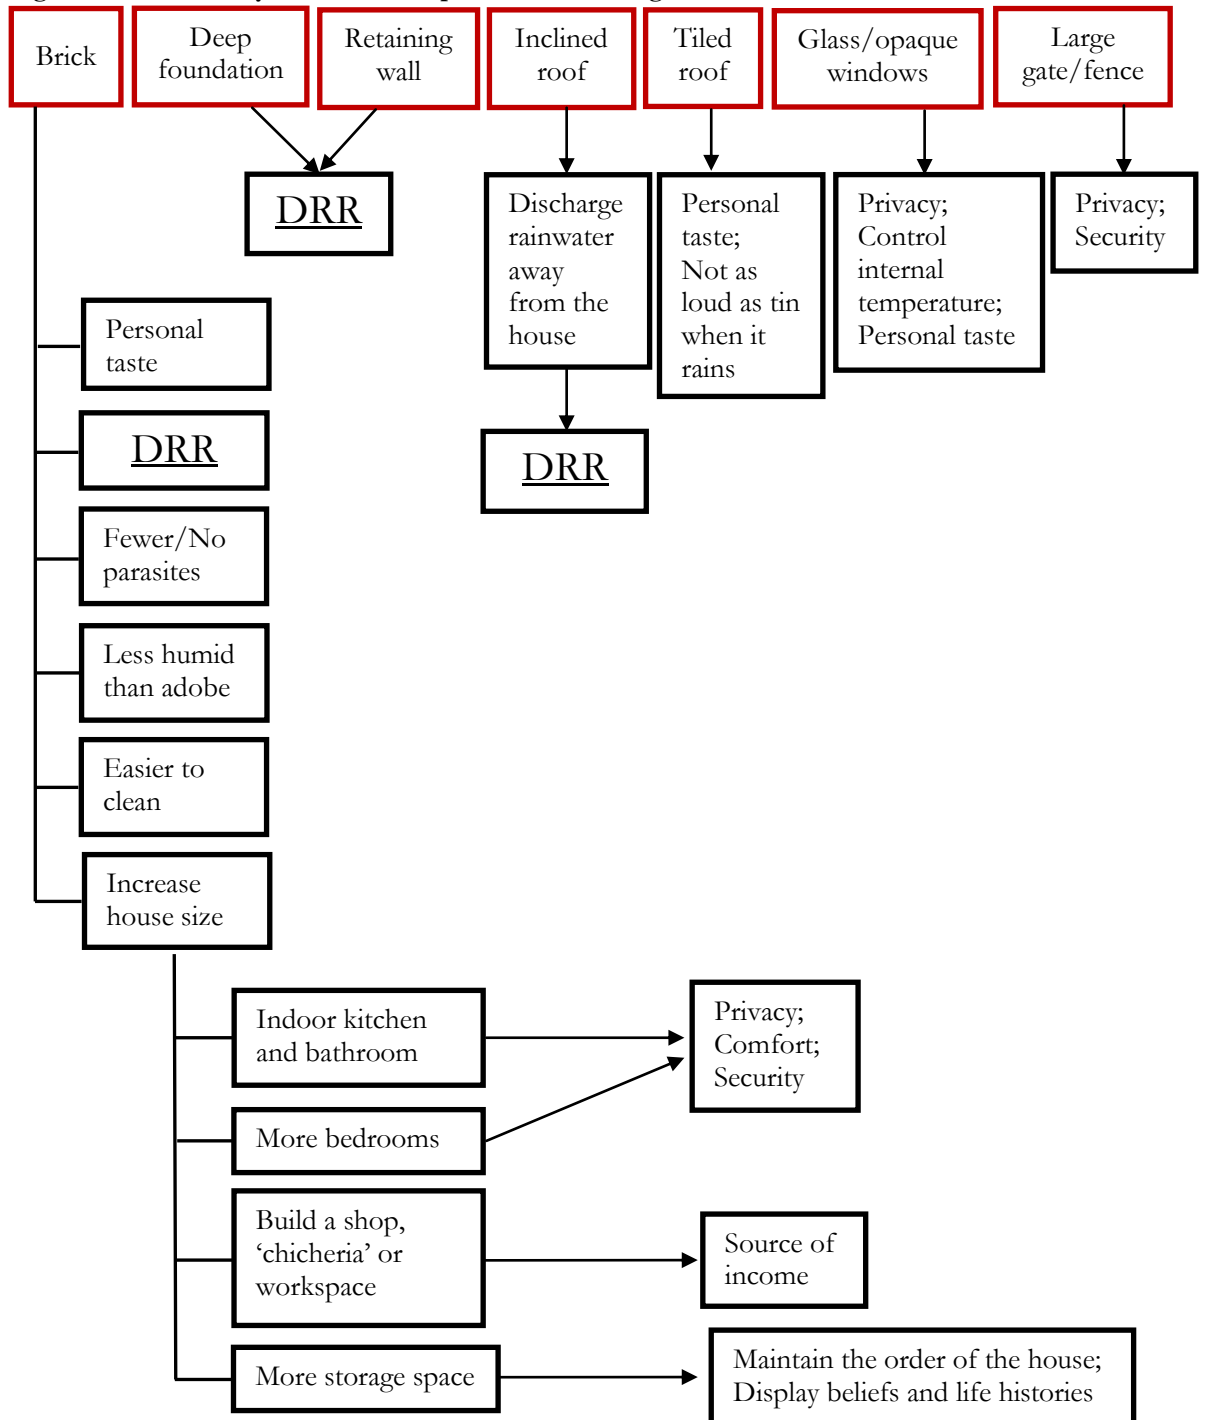 Brick
Deep
foundation
Retaining
wall
Inclined
roof
Tiled
roof
Glass/opaque
windows
Large
gate/fence
DRR
Discharge
rainwater
away
from the
house
Personal
taste;
Not as
loud as tin
when it
rains
Privacy;
Control
internal
temperature;
Personal taste
Privacy;
Security
DRR
Personal
taste
DRR
Fewer/No
parasites
Less humid
than adobe
Easier to
clean
Increase
house size
Indoor kitchen
and bathroom
Privacy;
Comfort;
Security
More bedrooms
Build a shop,
‘chicheria’ or
workspace
Source of
income
More storage space
Maintain the order of the house;
Display beliefs and life histories